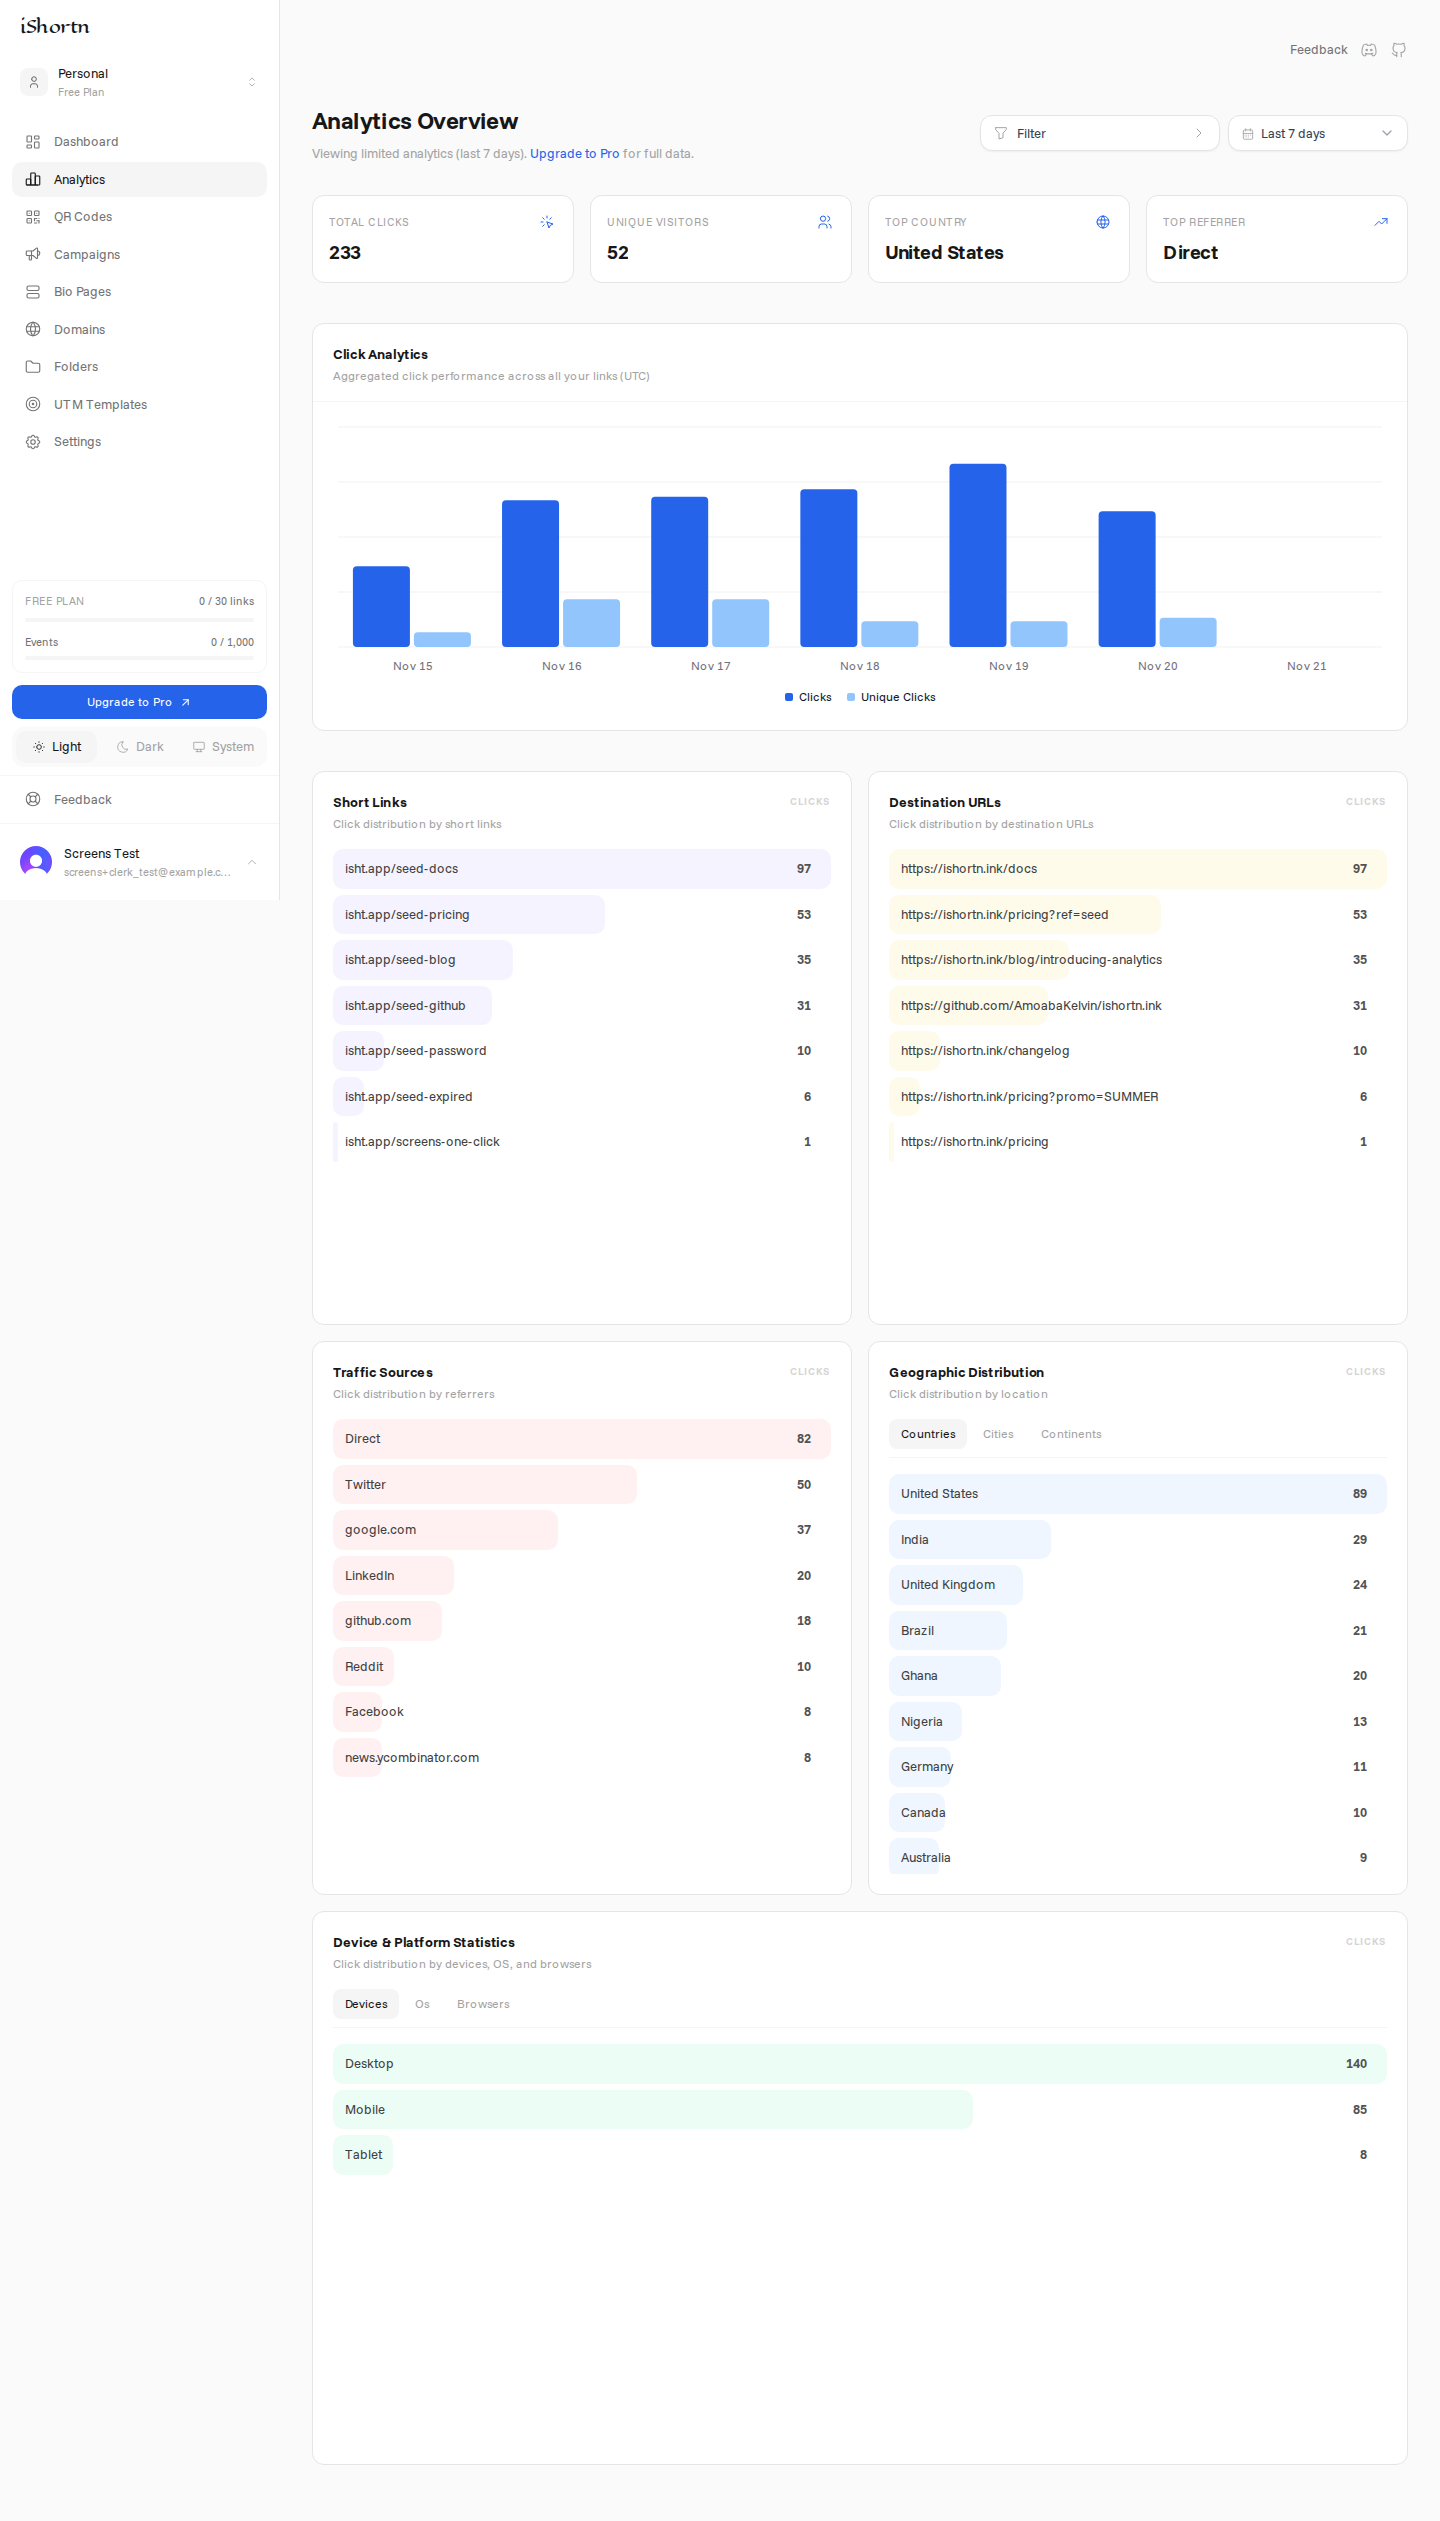 iShortn
Personal
Free Plan
Dashboard
Analytics
QR Codes
Campaigns
Bio Pages
Domains
Folders
UTM Templates
Settings
FREE PLAN 0 / 30 links
Events 0 / 1,000
Upgrade to Pro
Light Dark System
Feedback
Screens Test
screens+clerk_test@example.c...
Feedback
Analytics Overview
Viewing limited analytics (last 7 days). Upgrade to Pro for full data.
Filter
Last 7 days
TOTAL CLICKS
233
UNIQUE VISITORS
52
TOP COUNTRY
United States
TOP REFERRER
Direct
Click Analytics
Aggregated click performance across all your links (UTC)
Nov 15 Nov 16 Nov 17 Nov 18 Nov 19 Nov 20 Nov 21
Clicks Unique Clicks
Short Links CLICKS
Click distribution by short links
isht.app/seed-docs 97
isht.app/seed-pricing 53
isht.app/seed-blog 35
isht.app/seed-github 31
isht.app/seed-password 10
isht.app/seed-expired 6
isht.app/screens-one-click 1
Destination URLs CLICKS
Click distribution by destination URLs
https://ishortn.ink/docs 97
https://ishortn.ink/pricing?ref=seed 53
https://ishortn.ink/blog/introducing-analytics 35
https://github.com/AmoabaKelvin/ishortn.ink 31
https://ishortn.ink/changelog 10
https://ishortn.ink/pricing?promo=SUMMER 6
https://ishortn.ink/pricing 1
Traffic Sources CLICKS
Click distribution by referrers
Direct 82
Twitter 50
google.com 37
LinkedIn 20
github.com 18
Reddit 10
Facebook 8
news.ycombinator.com 8
Geographic Distribution CLICKS
Click distribution by location
Countries Cities Continents
United States 89
India 29
United Kingdom 24
Brazil 21
Ghana 20
Nigeria 13
Germany 11
Canada 10
Australia 9
Device & Platform Statistics CLICKS
Click distribution by devices, OS, and browsers
Devices Os Browsers
Desktop 140
Mobile 85
Tablet 8